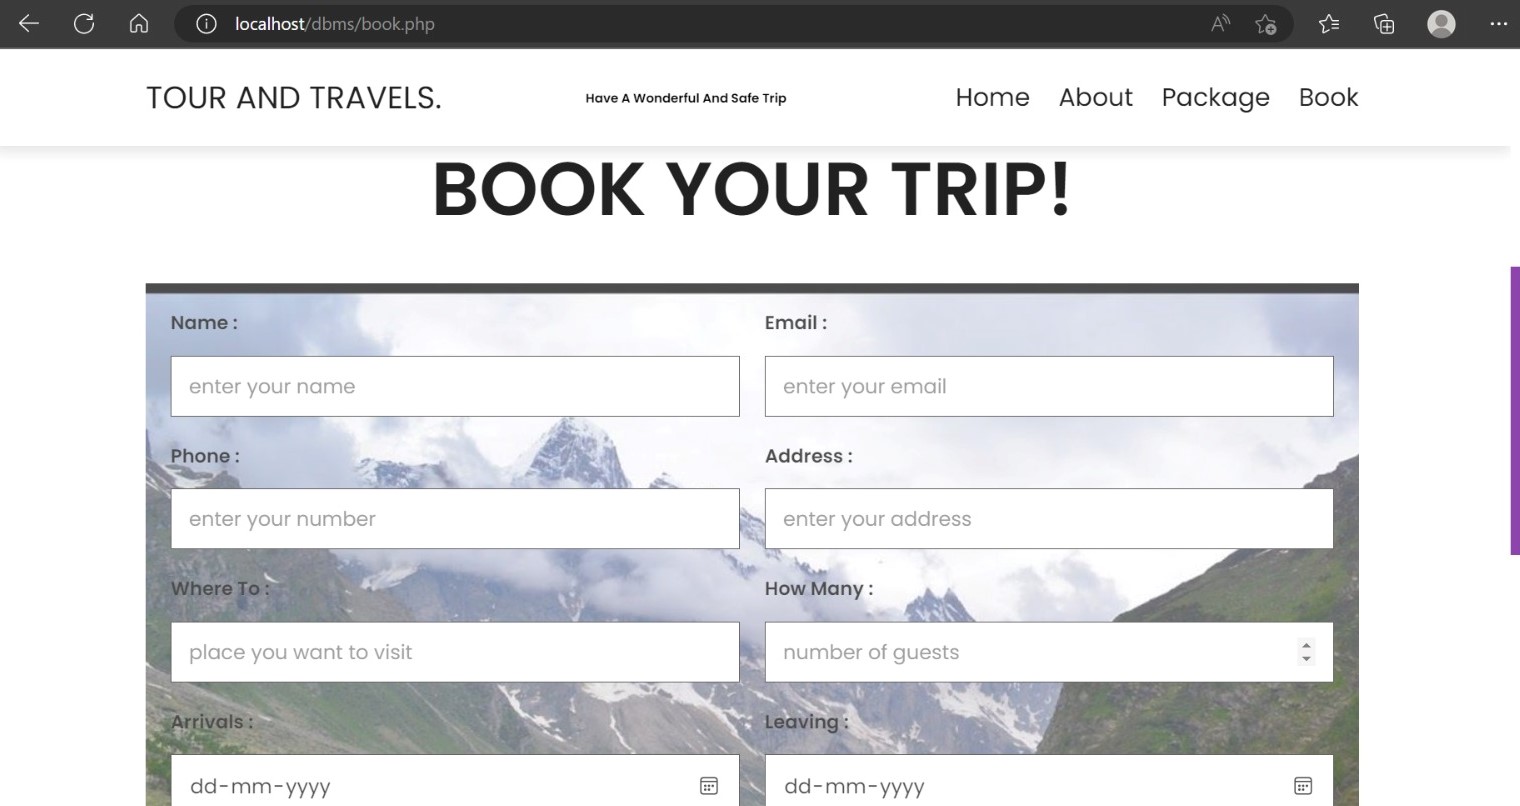 localhost/dbms/book.php
TOUR AND TRAVELS. Have A Wonderful And Safe Trip Home About Package Book
BOOK YOUR TRIP!
Name : Email :
enter your name enter your email
Phone : Address :
enter your number enter your address
Where To : How Many :
place you want to visit number of guests
Arrivals : Leaving :
dd-mm-yyyy dd-mm-yyyy